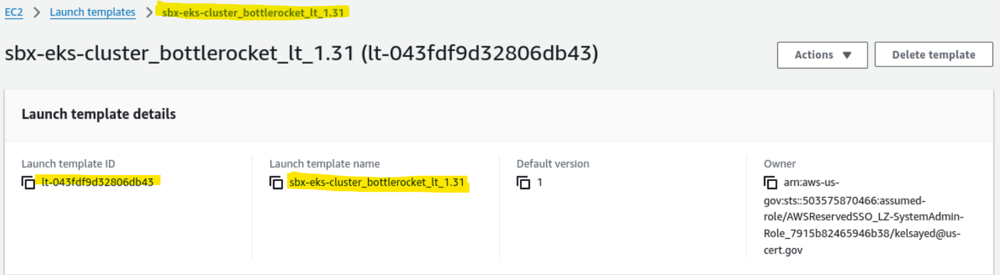 EC2 > Launch templates > sbx-eks-cluster_bottlerocket_lt_1.31
sbx-eks-cluster_bottlerocket_lt_1.31 (lt-043fdf9d32806db43)
Actions ▼
Delete template
Launch template details
Launch template ID
lt-043fdf9d32806db43
Launch template name
sbx-eks-cluster_bottlerocket_lt_1.31
Default version
1
Owner
arn:aws-us-
gov:sts::503575870466:assumed-
role/AWSReservedSSO_LZ-SystemAdmin-
Role_7915b82465946b38/kelsayed@us-
cert.gov